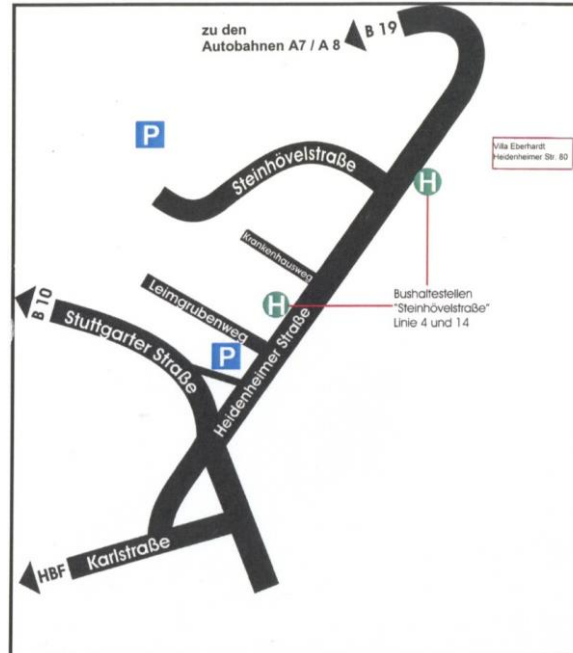 zu den
Autobahnen A7 / A 8
B 19
P
Steinhövelstraße
Villa Eberhardt
Heidenheimer Str. 80
H
Krankenhausweg
B 10
Leimgrubenweg
H
Bushaltestellen
"Steinhövelstraße"
Linie 4 und 14
Stuttgarter Straße
P
Heidenheimer Straße
HBF
Karlstraße